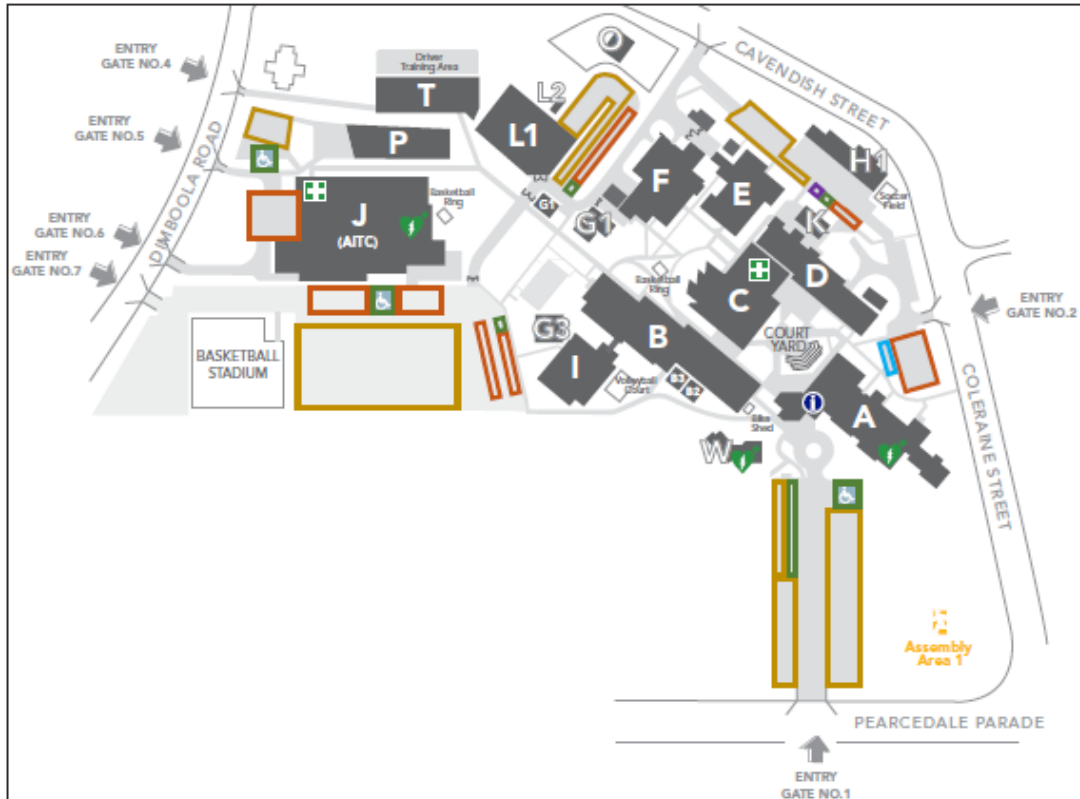 ENTRY
GATE NO.4
ENTRY
GATE NO.5
ENTRY
GATE NO.6
ENTRY
GATE NO.7
DIMBOOLA ROAD
Driver
Training Area
T
P
J
(AITC)
Basketball
Ring
L2
L1
O
CAVENDISH STREET
F
E
H1
Soccer
Field
K
G1
G1
D
C
Basketball
Ring
B
G3
I
Volleyball
Court
B3
B2
Bike
Shed
COURT
YARD
i
A
W
BASKETBALL
STADIUM
ENTRY
GATE NO.2
COLERAINE STREET
Assembly
Area 1
PEARCEDALE PARADE
ENTRY
GATE NO.1